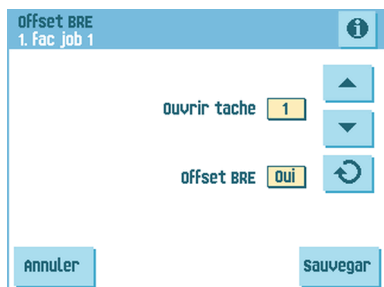 Offset BRE
1. Fac job 1
Ouvrir tache 1
Offset BRE Oui
Annuler
Sauvegar